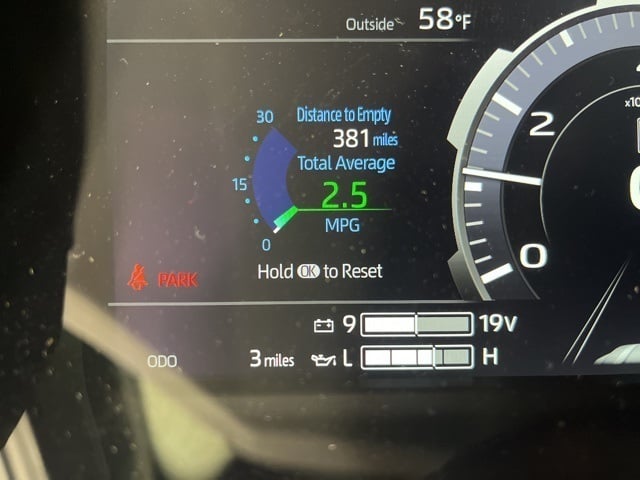 Outside 58°F
30
Distance to Empty
381 miles
Total Average
15
2.5
MPG
0
Hold OK to Reset
PARK
2
0
9 19V
ODO 3 miles L H